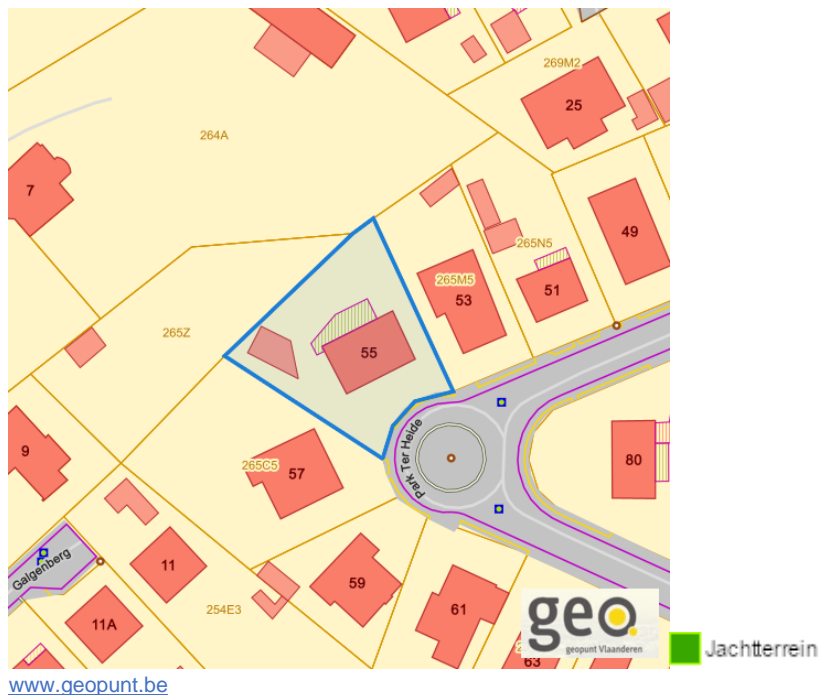 269M2
25
264A
7
49
265N5
265M5
53
51
265Z
55
Park Ter Heide
9
265C5
57
80
Galgenberg
11
59
254E3
61
11A
geo.
geopunt Vlaanderen
63
Jachtterrein
www.geopunt.be